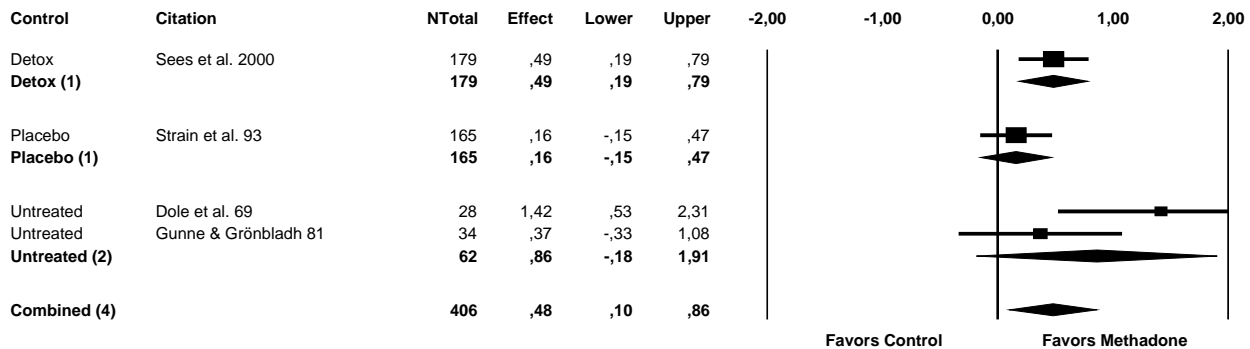 Control Citation NTotal Effect Lower Upper -2,00 -1,00 0,00 1,00 2,00
Detox Sees et al. 2000 179 ,49 ,19 ,79
Detox (1) 179 ,49 ,19 ,79
Placebo Strain et al. 93 165 ,16 -,15 ,47
Placebo (1) 165 ,16 -,15 ,47
Untreated Dole et al. 69 28 1,42 ,53 2,31
Untreated Gunne & Grönbladh 81 34 ,37 -,33 1,08
Untreated (2) 62 ,86 -,18 1,91
Combined (4) 406 ,48 ,10 ,86
Favors Control Favors Methadone